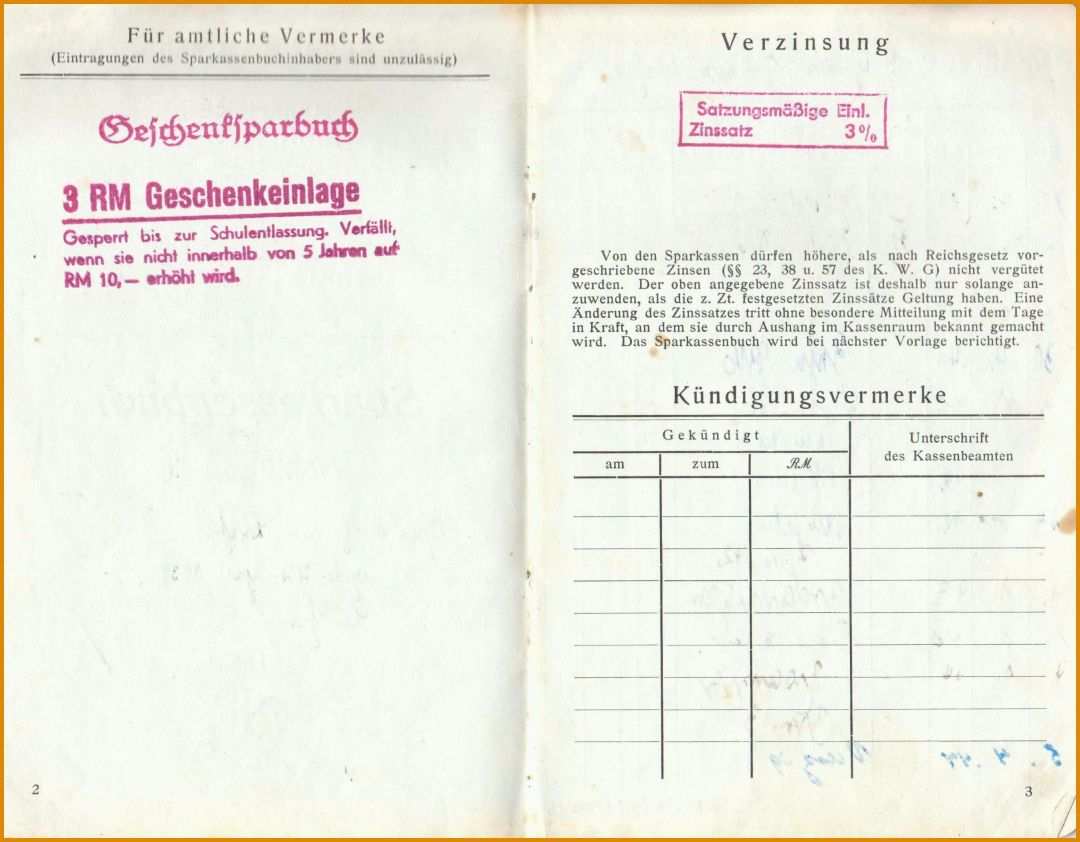 Für amtliche Vermerke
(Eintragungen des Sparkassenbuchinhabers sind unzulässig)
Geschenksparbuch
3 RM Geschenkeinlage
Gesperrt bis zur Schulentlassung. Verfällt,
wenn sie nicht innerhalb von 5 Jahren auf
RM 10,— erhöht wird.
2
Verzinsung
Satzungsmäßige Einl.
Zinssatz 3%
Von den Sparkassen dürfen höhere, als nach Reichsgesetz vor-
geschriebene Zinsen (§§ 23, 38 u. 57 des K. W. G) nicht vergütet
werden. Der oben angegebene Zinssatz ist deshalb nur solange an-
zuwenden, als die z. Zt. festgesetzten Zinssätze Geltung haben. Eine
Änderung des Zinssatzes tritt ohne besondere Mitteilung mit dem Tage
in Kraft, an dem sie durch Aushang im Kassenraum bekannt gemacht
wird. Das Sparkassenbuch wird bei nächster Vorlage berichtigt.
Kündigungsvermerke
Gekündigt
am zum RM
Unterschrift
des Kassenbeamten
3